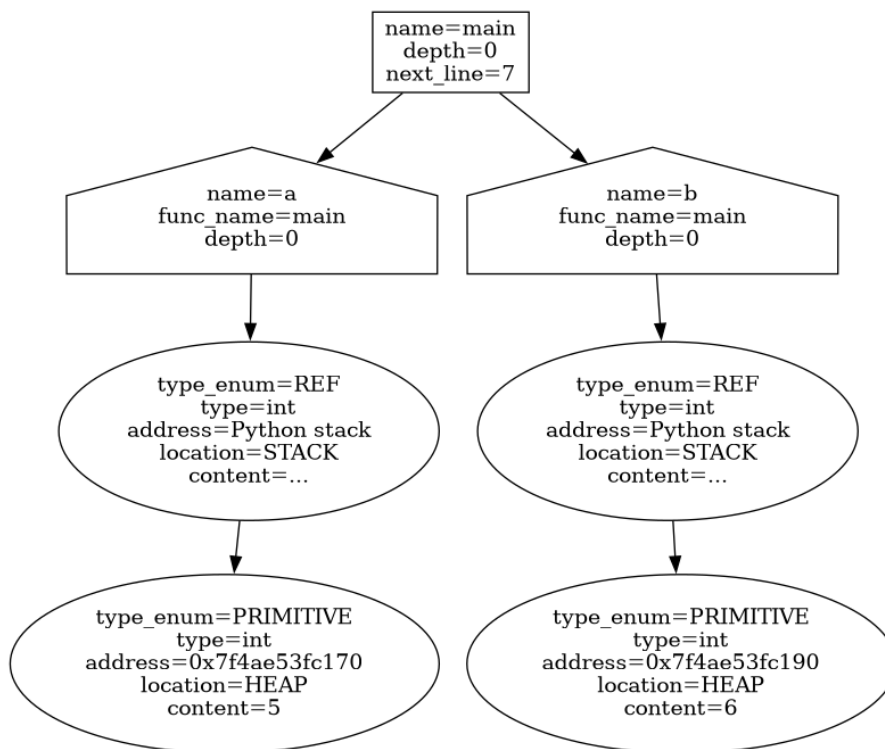 name=main
depth=0
next_line=7
name=a
func_name=main
depth=0
name=b
func_name=main
depth=0
type_enum=REF
type=int
address=Python stack
location=STACK
content=...
type_enum=REF
type=int
address=Python stack
location=STACK
content=...
type_enum=PRIMITIVE
type=int
address=0x7f4ae53fc170
location=HEAP
content=5
type_enum=PRIMITIVE
type=int
address=0x7f4ae53fc190
location=HEAP
content=6